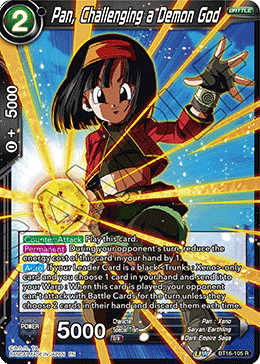 2
Pan, Challenging a Demon God
BATTLE
0 + 5000
Counter: Attack Play this card.
Permanent During your opponent's turn, reduce the
energy cost of this card in your hand by 1.
Auto If your Leader Card is a black <Trunks: Xeno>
card and you choose 1 card in your hand and send it to
your Warp : When this card is played, your opponent
can't attack with Battle Cards for the turn unless they
choose 2 cards in their hand and discard them each time.
POWER
5000
Special Trait
Pan : Xeno
Saiyan/Earthling
Dark Empire Saga
BT16-105 R